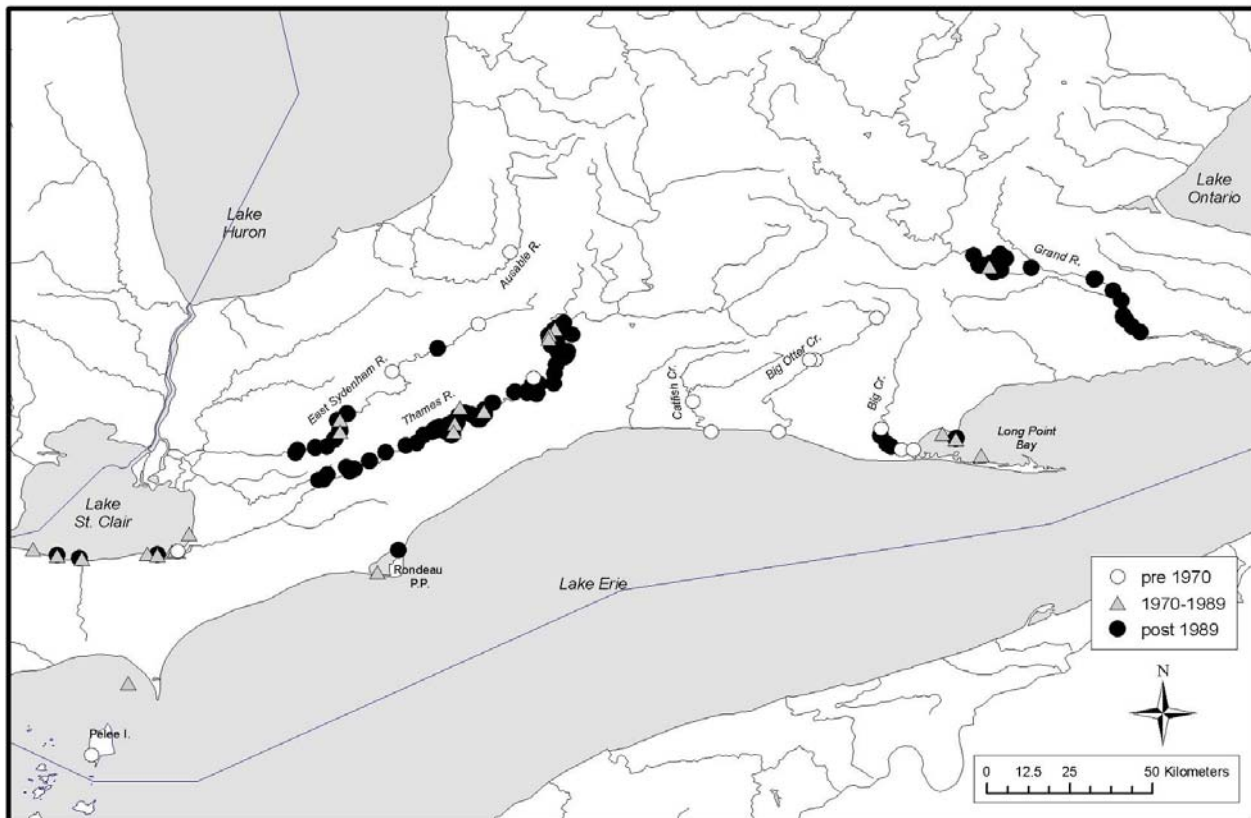 Lake
Huron
Lake
Ontario
Ausable R.
Grand R.
East Sydenham R.
Thames R.
Catfish Cr.
Big Otter Cr.
Big Cr.
Long Point
Bay
Lake
St. Clair
Rondeau
P.P.
Lake Erie
Pelee I.
pre 1970
1970-1989
post 1989
N
0 12.5 25 50 Kilometers